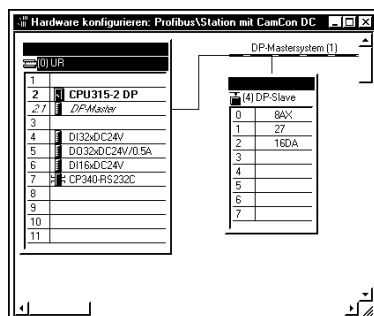 Hardware konfigurieren: Profibus\Station mit CamCon DC
DP-Mastersystem (1)
(0) UR
1
2 CPU315-2 DP
2.1 DP-Master
3
4 DI32xDC24V
5 DO32xDC24V/0.5A
6 DI16xDC24V
7 CP340-RS232C
8
9
10
11
(4) DP-Slave
0 8AX
1 27
2 16DA
3
4
5
6
7